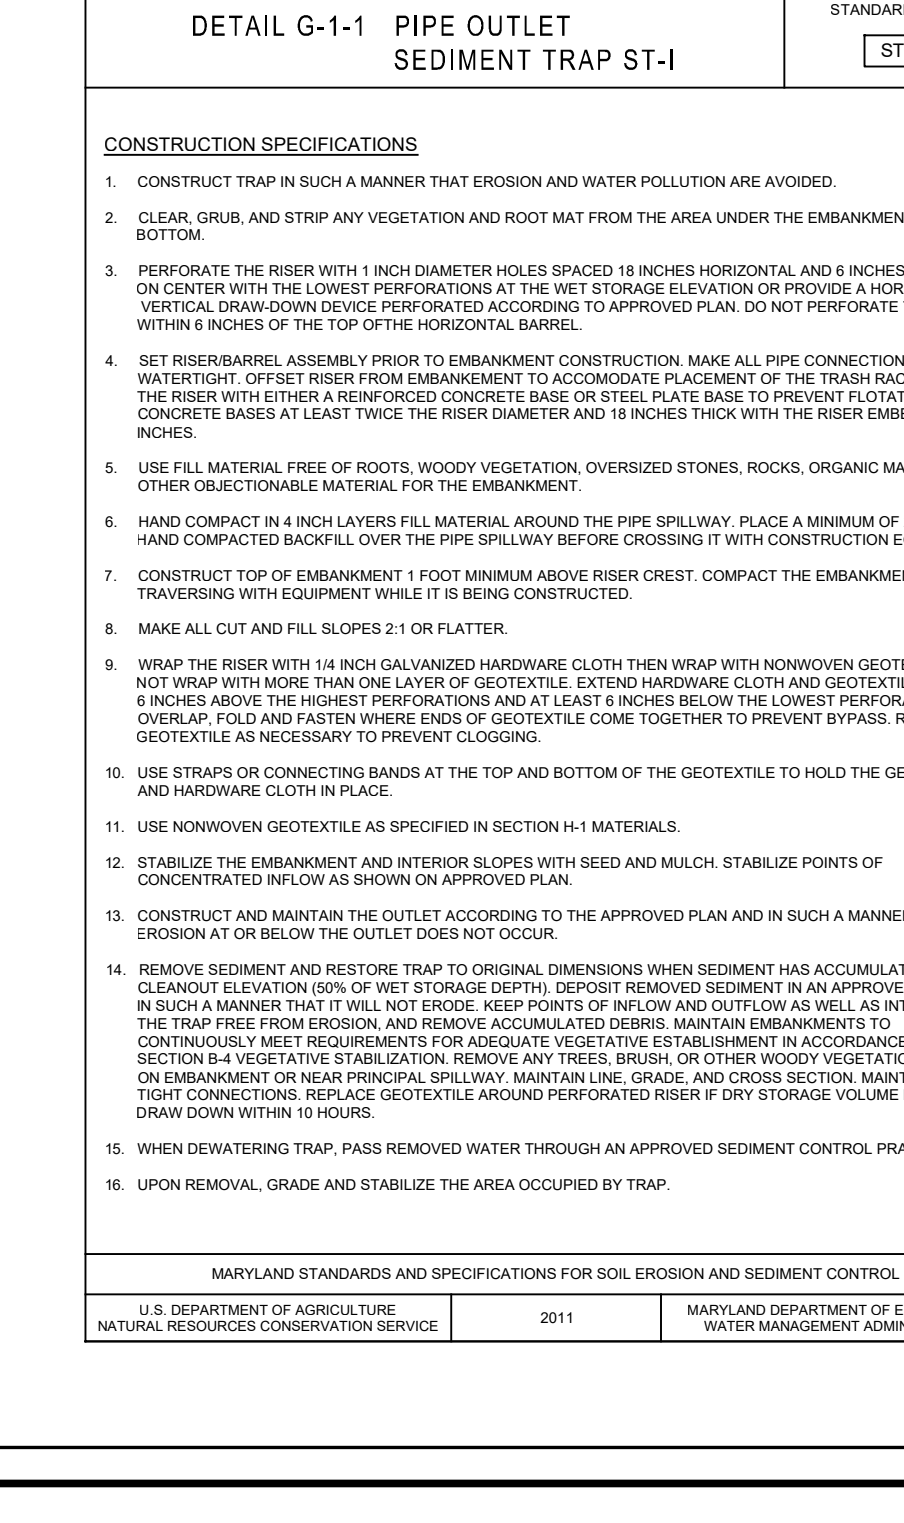 DETAIL G-1-1 PIPE OUTLET
SEDIMENT TRAP ST-I
CONSTRUCTION SPECIFICATIONS
1. CONSTRUCT TRAP IN SUCH A MANNER THAT EROSION AND WATER POLLUTION ARE AVOIDED.
2. CLEAR, GRUB, AND STRIP ANY VEGETATION AND ROOT MAT FROM THE AREA UNDER THE
BOTTOM.
3. PERFORATE THE RISER WITH 1 INCH DIAMETER HOLES SPACED 18 INCHES HORIZONTAL AND 6 INCHES
ON CENTER WITH THE LOWEST PERFORATIONS AT THE WET STORAGE ELEVATION OR PROVIDE A
VERTICAL DRAW-DOWN DEVICE PERFORATED ACCORDING TO APPROVED PLAN. DO NOT PERFORATE
WITHIN 6 INCHES OF THE TOP OFTHE HORIZONTAL BARREL.
4. SET RISER/BARREL ASSEMBLY PRIOR TO EMBANKMENT CONSTRUCTION. MAKE ALL PIPE
WATERTIGHT. OFFSET RISER FROM EMBANKEMENT TO ACCOMODATE PLACEMENT OF THE TRASH
THE RISER WITH EITHER A REINFORCED CONCRETE BASE OR STEEL PLATE BASE TO PREVENT
CONCRETE BASES AT LEAST TWICE THE RISER DIAMETER AND 18 INCHES THICK WITH THE RISER
INCHES.
5. USE FILL MATERIAL FREE OF ROOTS, WOODY VEGETATION, OVERSIZED STONES, ROCKS, ORGANIC
OTHER OBJECTIONABLE MATERIAL FOR THE EMBANKMENT.
6. HAND COMPACT IN 4 INCH LAYERS FILL MATERIAL AROUND THE PIPE SPILLWAY. PLACE A MINIMUM OF
HAND COMPACTED BACKFILL OVER THE PIPE SPILLWAY BEFORE CROSSING IT WITH CONSTRUCTION
7. CONSTRUCT TOP OF EMBANKMENT 1 FOOT MINIMUM ABOVE RISER CREST. COMPACT THE
TRAVERSING WITH EQUIPMENT WHILE IT IS BEING CONSTRUCTED.
8. MAKE ALL CUT AND FILL SLOPES 2:1 OR FLATTER.
9. WRAP THE RISER WITH 1/4 INCH GALVANIZED HARDWARE CLOTH THEN WRAP WITH NONWOVEN
NOT WRAP WITH MORE THAN ONE LAYER OF GEOTEXTILE. EXTEND HARDWARE CLOTH AND
6 INCHES ABOVE THE HIGHEST PERFORATIONS AND AT LEAST 6 INCHES BELOW THE LOWEST
OVERLAP, FOLD AND FASTEN WHERE ENDS OF GEOTEXTILE COME TOGETHER TO PREVENT BYPASS.
GEOTEXTILE AS NECESSARY TO PREVENT CLOGGING.
10. USE STRAPS OR CONNECTING BANDS AT THE TOP AND BOTTOM OF THE GEOTEXTILE TO HOLD THE
AND HARDWARE CLOTH IN PLACE.
11. USE NONWOVEN GEOTEXTILE AS SPECIFIED IN SECTION H-1 MATERIALS.
12. STABILIZE THE EMBANKMENT AND INTERIOR SLOPES WITH SEED AND MULCH. STABILIZE POINTS OF
CONCENTRATED INFLOW AS SHOWN ON APPROVED PLAN.
13. CONSTRUCT AND MAINTAIN THE OUTLET ACCORDING TO THE APPROVED PLAN AND IN SUCH A
EROSION AT OR BELOW THE OUTLET DOES NOT OCCUR.
14. REMOVE SEDIMENT AND RESTORE TRAP TO ORIGINAL DIMENSIONS WHEN SEDIMENT HAS
CLEANOUT ELEVATION (50% OF WET STORAGE DEPTH). DEPOSIT REMOVED SEDIMENT IN AN
IN SUCH A MANNER THAT IT WILL NOT ERODE. KEEP POINTS OF INFLOW AND OUTFLOW AS WELL AS
THE TRAP FREE FROM EROSION, AND REMOVE ACCUMULATED DEBRIS. MAINTAIN EMBANKMENTS TO
CONTINUOUSLY MEET REQUIREMENTS FOR ADEQUATE VEGETATIVE ESTABLISHMENT IN ACCORDANCE
SECTION B-4 VEGETATIVE STABILIZATION. REMOVE ANY TREES, BRUSH, OR OTHER WOODY
ON EMBANKMENT OR NEAR PRINCIPAL SPILLWAY. MAINTAIN LINE, GRADE, AND CROSS SECTION.
TIGHT CONNECTIONS. REPLACE GEOTEXTILE AROUND PERFORATED RISER IF DRY STORAGE VOLUME
DRAW DOWN WITHIN 10 HOURS.
15. WHEN DEWATERING TRAP, PASS REMOVED WATER THROUGH AN APPROVED SEDIMENT CONTROL
16. UPON REMOVAL, GRADE AND STABILIZE THE AREA OCCUPIED BY TRAP.
MARYLAND STANDARDS AND SPECIFICATIONS FOR SOIL EROSION AND SEDIMENT CONTROL
U.S. DEPARTMENT OF AGRICULTURE
NATURAL RESOURCES CONSERVATION SERVICE
2011
MARYLAND DEPARTMENT OF
WATER MANAGEMENT